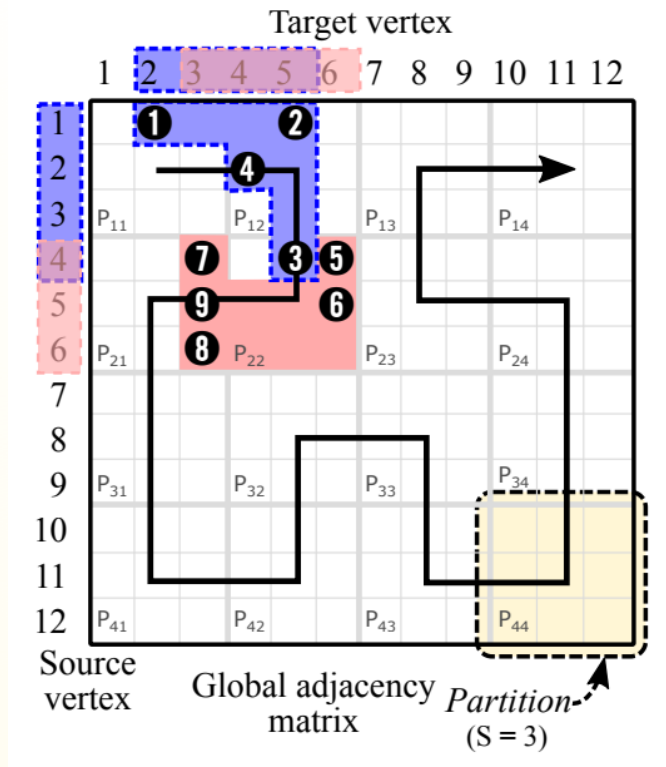 Target vertex
1 2 3 4 5 6 7 8 9 10 11 12
1 1 2
2 4
3 P11 P12 P13 P14
4 7 3 5
5 9 6
6 P21 8 P22 P23 P24
7
8
9 P31 P32 P33 P34
10
11
12 P41 P42 P43 P44
Source
vertex
Global adjacency
matrix
Partition
(S = 3)